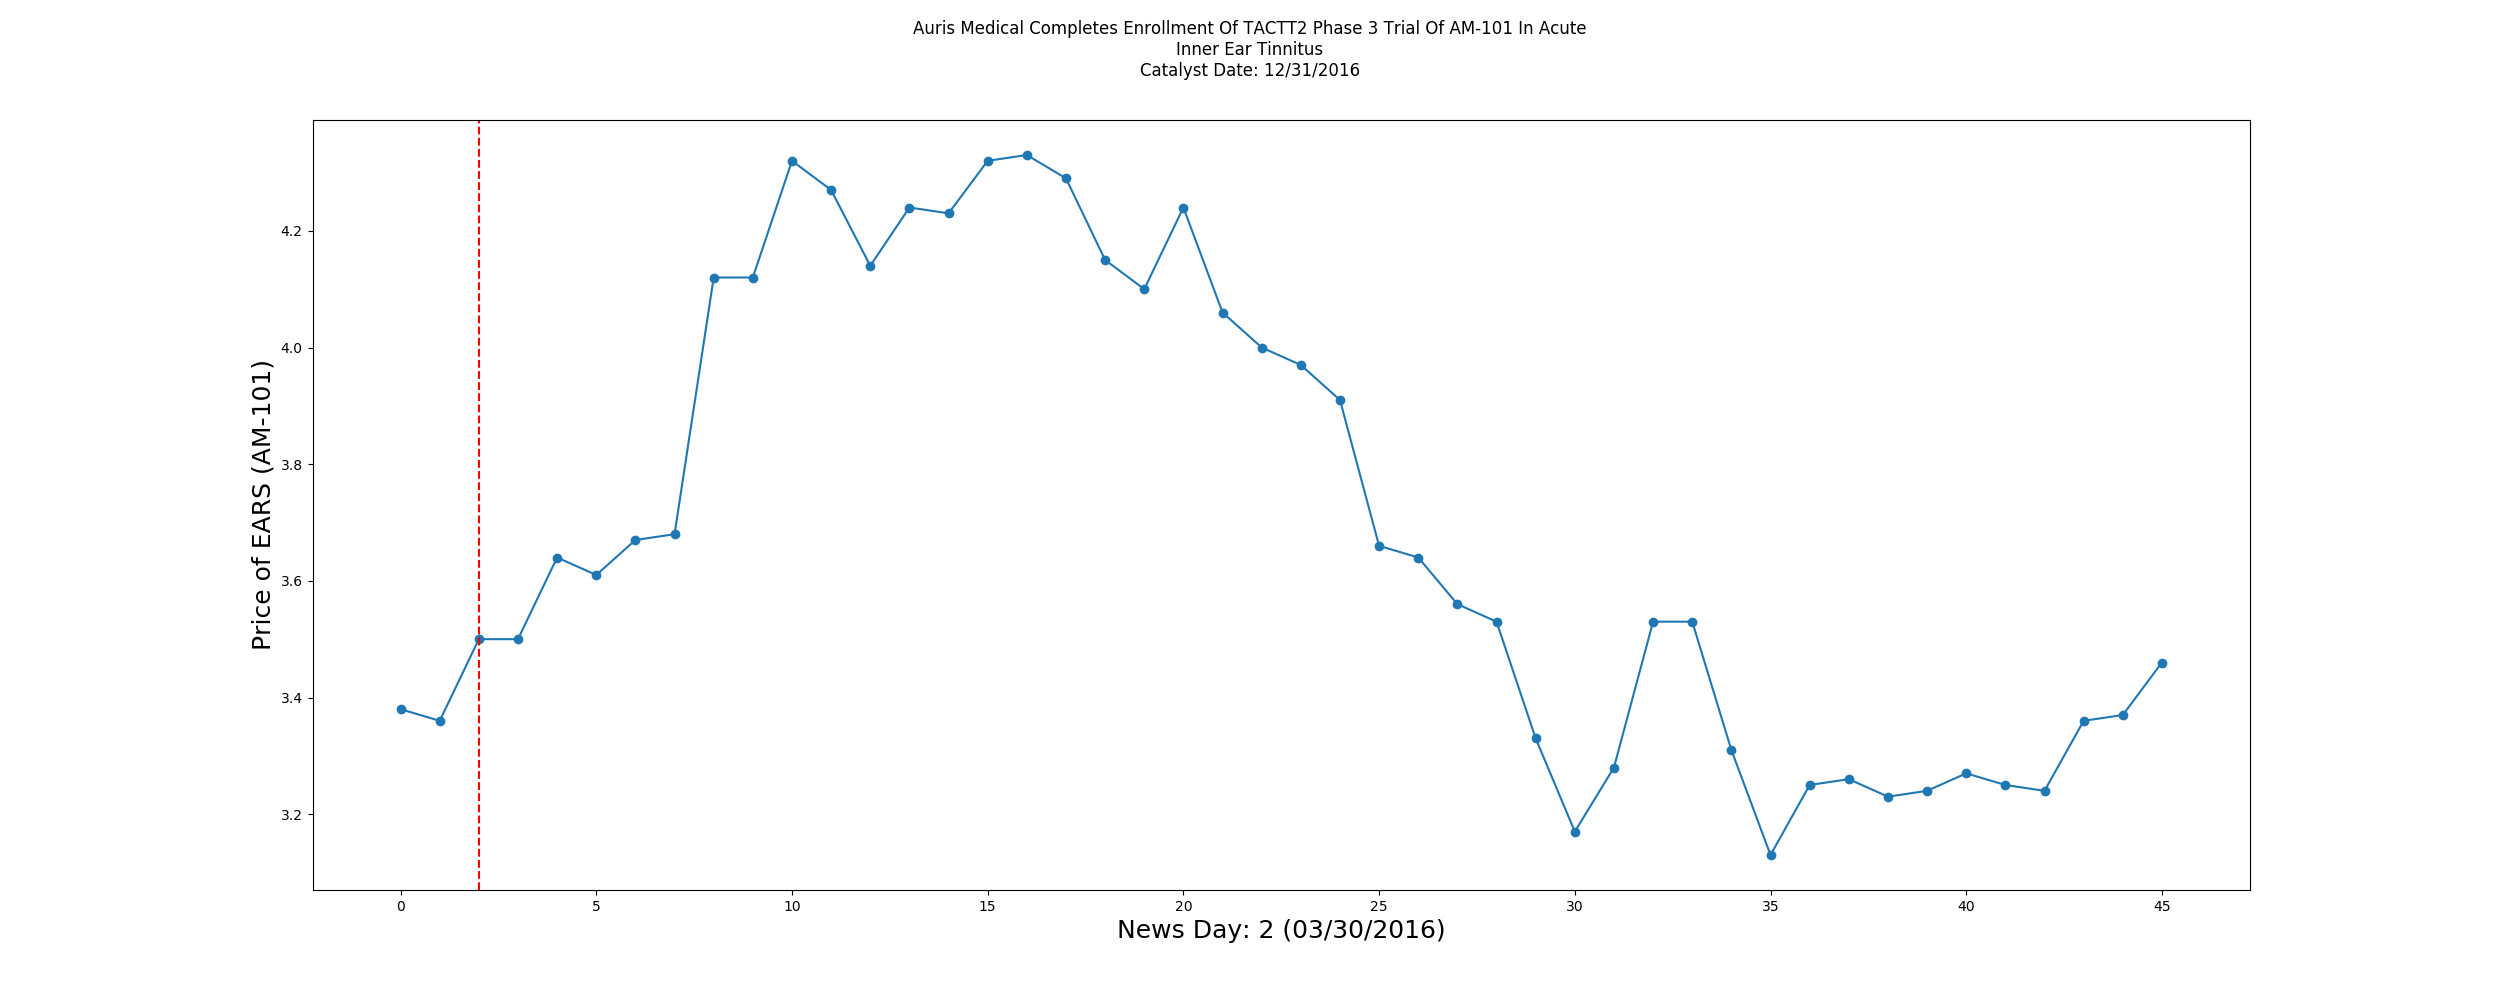 Auris Medical Completes Enrollment Of TACTT2 Phase 3 Trial Of AM-101 In Acute
Inner Ear Tinnitus
Catalyst Date: 12/31/2016
Price of EARS (AM-101)
4.2
4.0
3.8
3.6
3.4
3.2
0 5 10 15 20 25 30 35 40 45
News Day: 2 (03/30/2016)